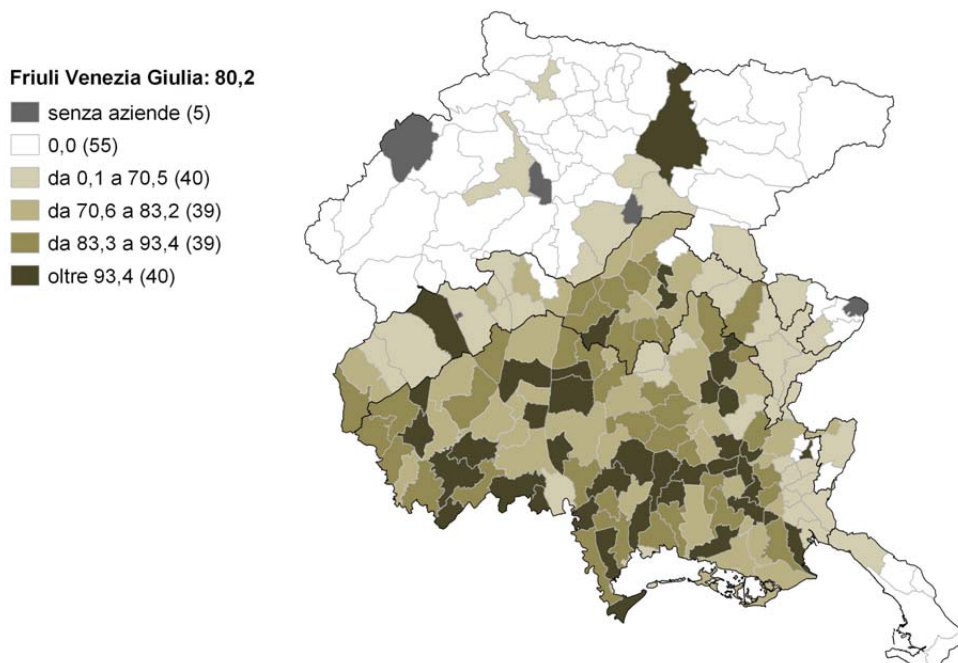 Friuli Venezia Giulia: 80,2
senza aziende (5)
0,0 (55)
da 0,1 a 70,5 (40)
da 70,6 a 83,2 (39)
da 83,3 a 93,4 (39)
oltre 93,4 (40)